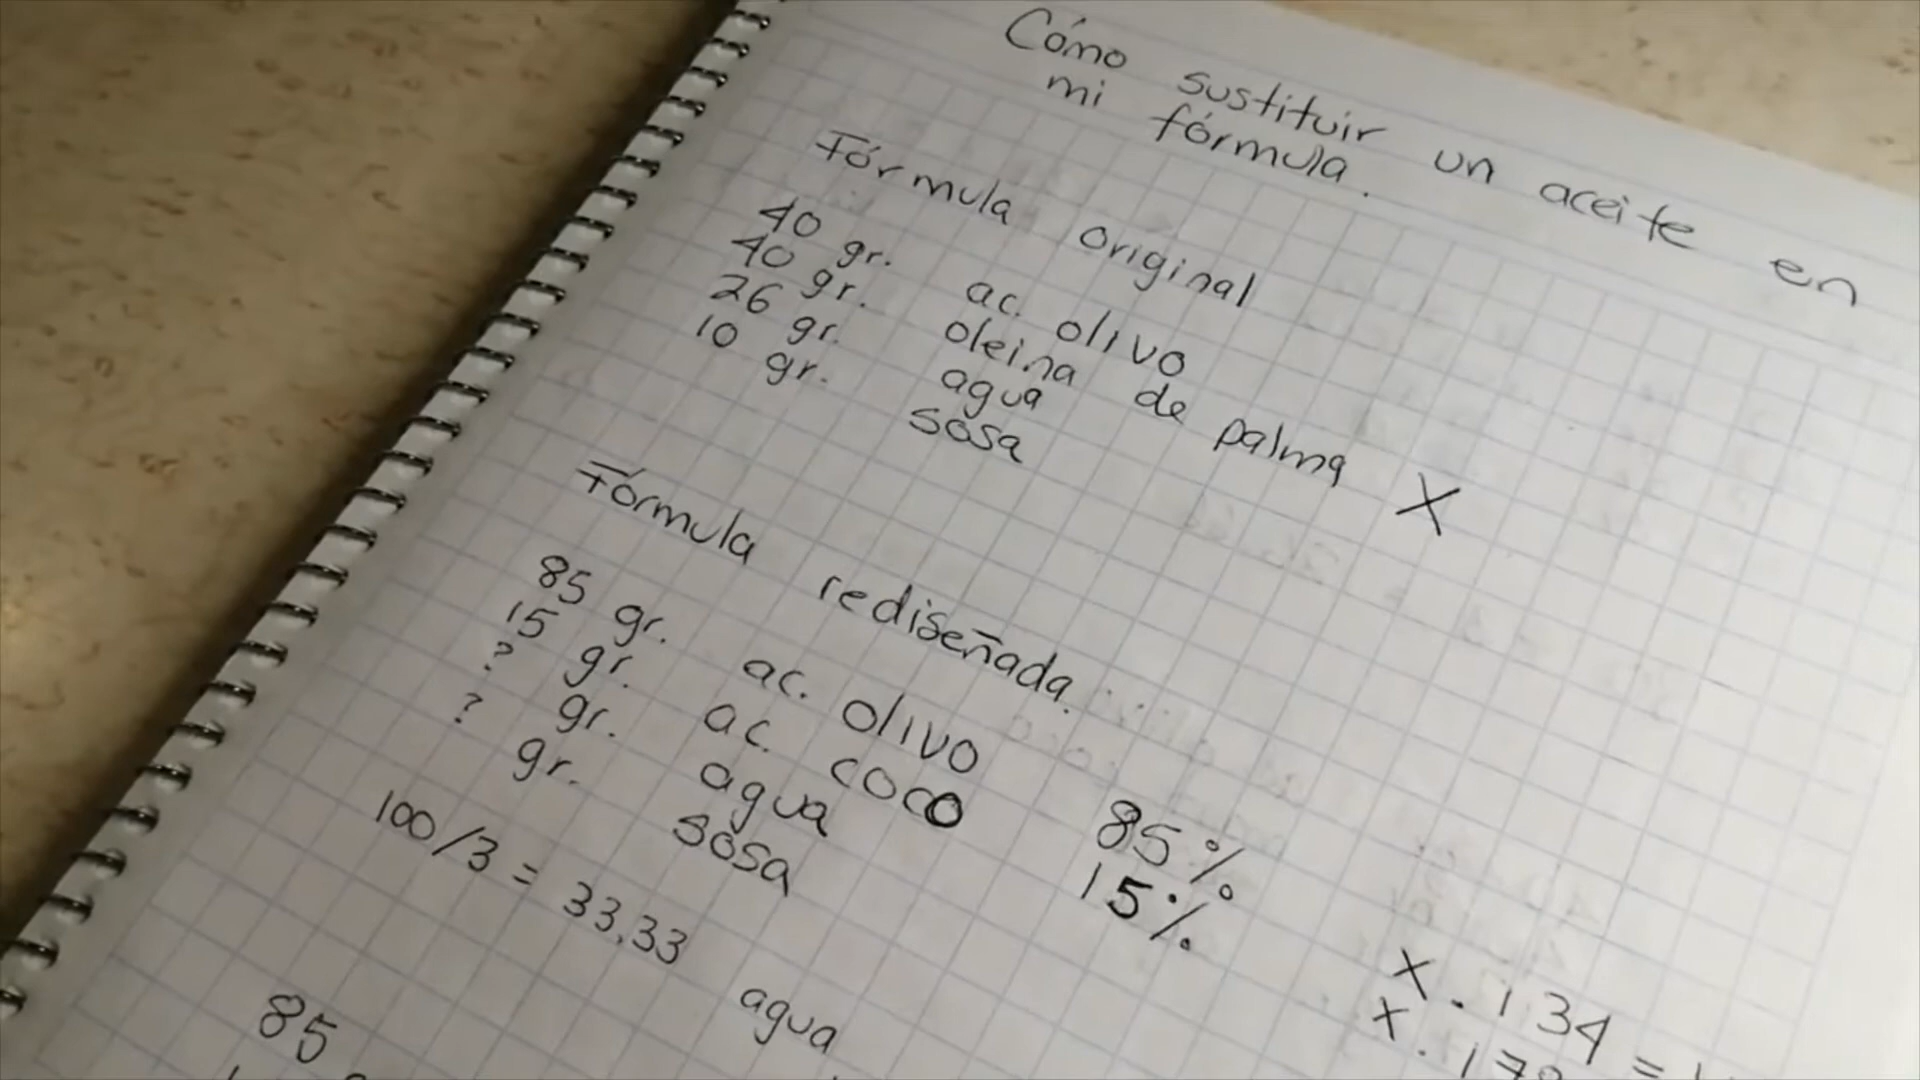 Cómo sustituir un aceite en
mi fórmula.
Fórmula original
40 gr. ac. olivo
40 gr. oleina de palma X
26 gr. agua
10 gr. sosa
Fórmula rediseñada.
85 gr. ac. olivo 85%
15 gr. ac. coco 15%
? gr. agua
? gr. sosa
100/3 = 33,33 agua
85 x .134 =
x .178